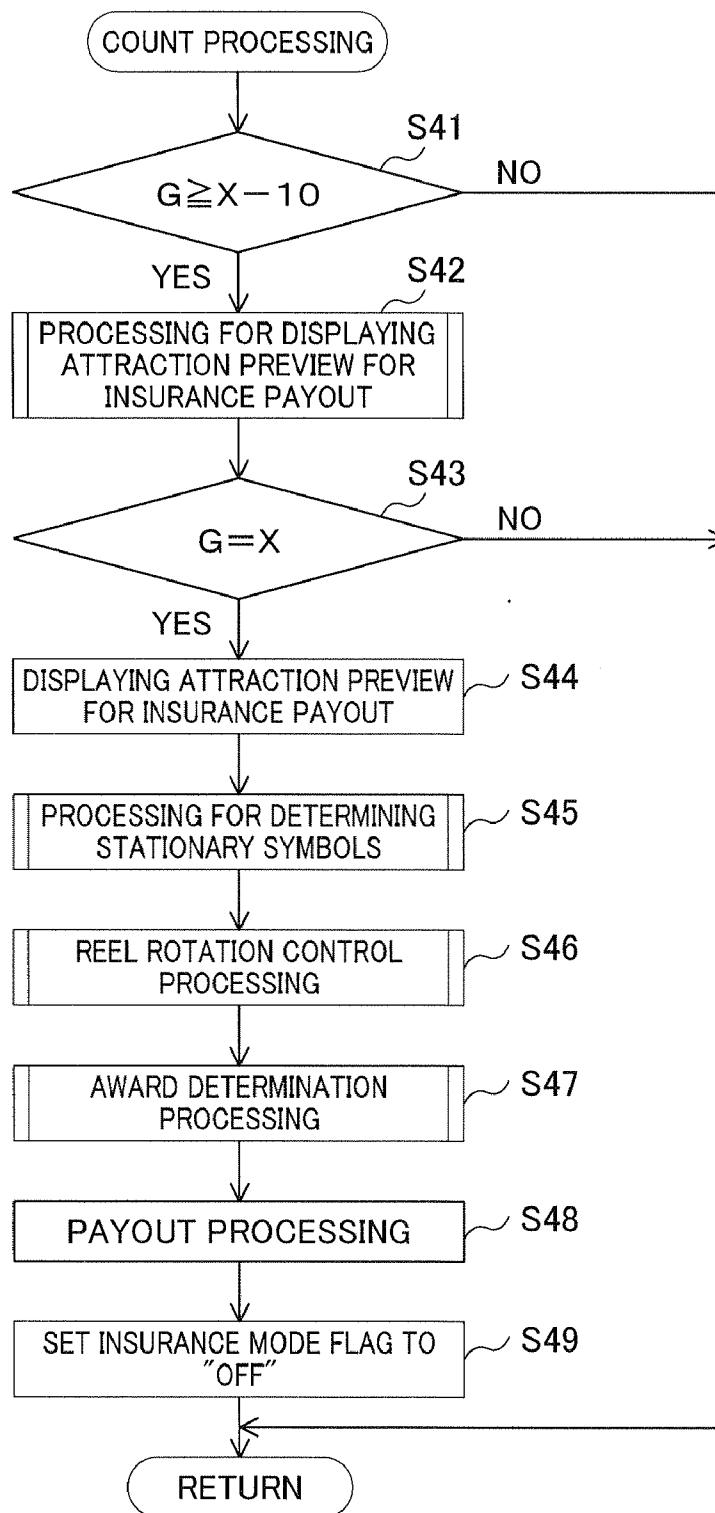 COUNT PROCESSING
S41
G≧X−10
NO
YES
S42
PROCESSING FOR DISPLAYING
ATTRACTION PREVIEW FOR
INSURANCE PAYOUT
S43
G=X
NO
YES
DISPLAYING ATTRACTION PREVIEW
FOR INSURANCE PAYOUT
S44
PROCESSING FOR DETERMINING
STATIONARY SYMBOLS
S45
REEL ROTATION CONTROL
PROCESSING
S46
AWARD DETERMINATION
PROCESSING
S47
PAYOUT PROCESSING
S48
SET INSURANCE MODE FLAG TO
"OFF"
S49
RETURN